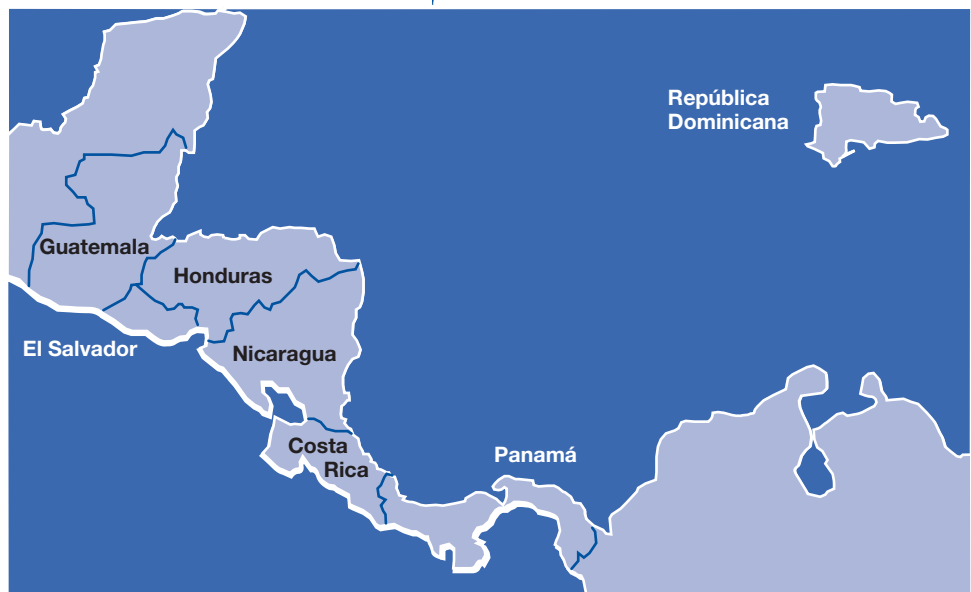 República
Dominicana
Guatemala
Honduras
El Salvador
Nicaragua
Costa
Rica
Panamá